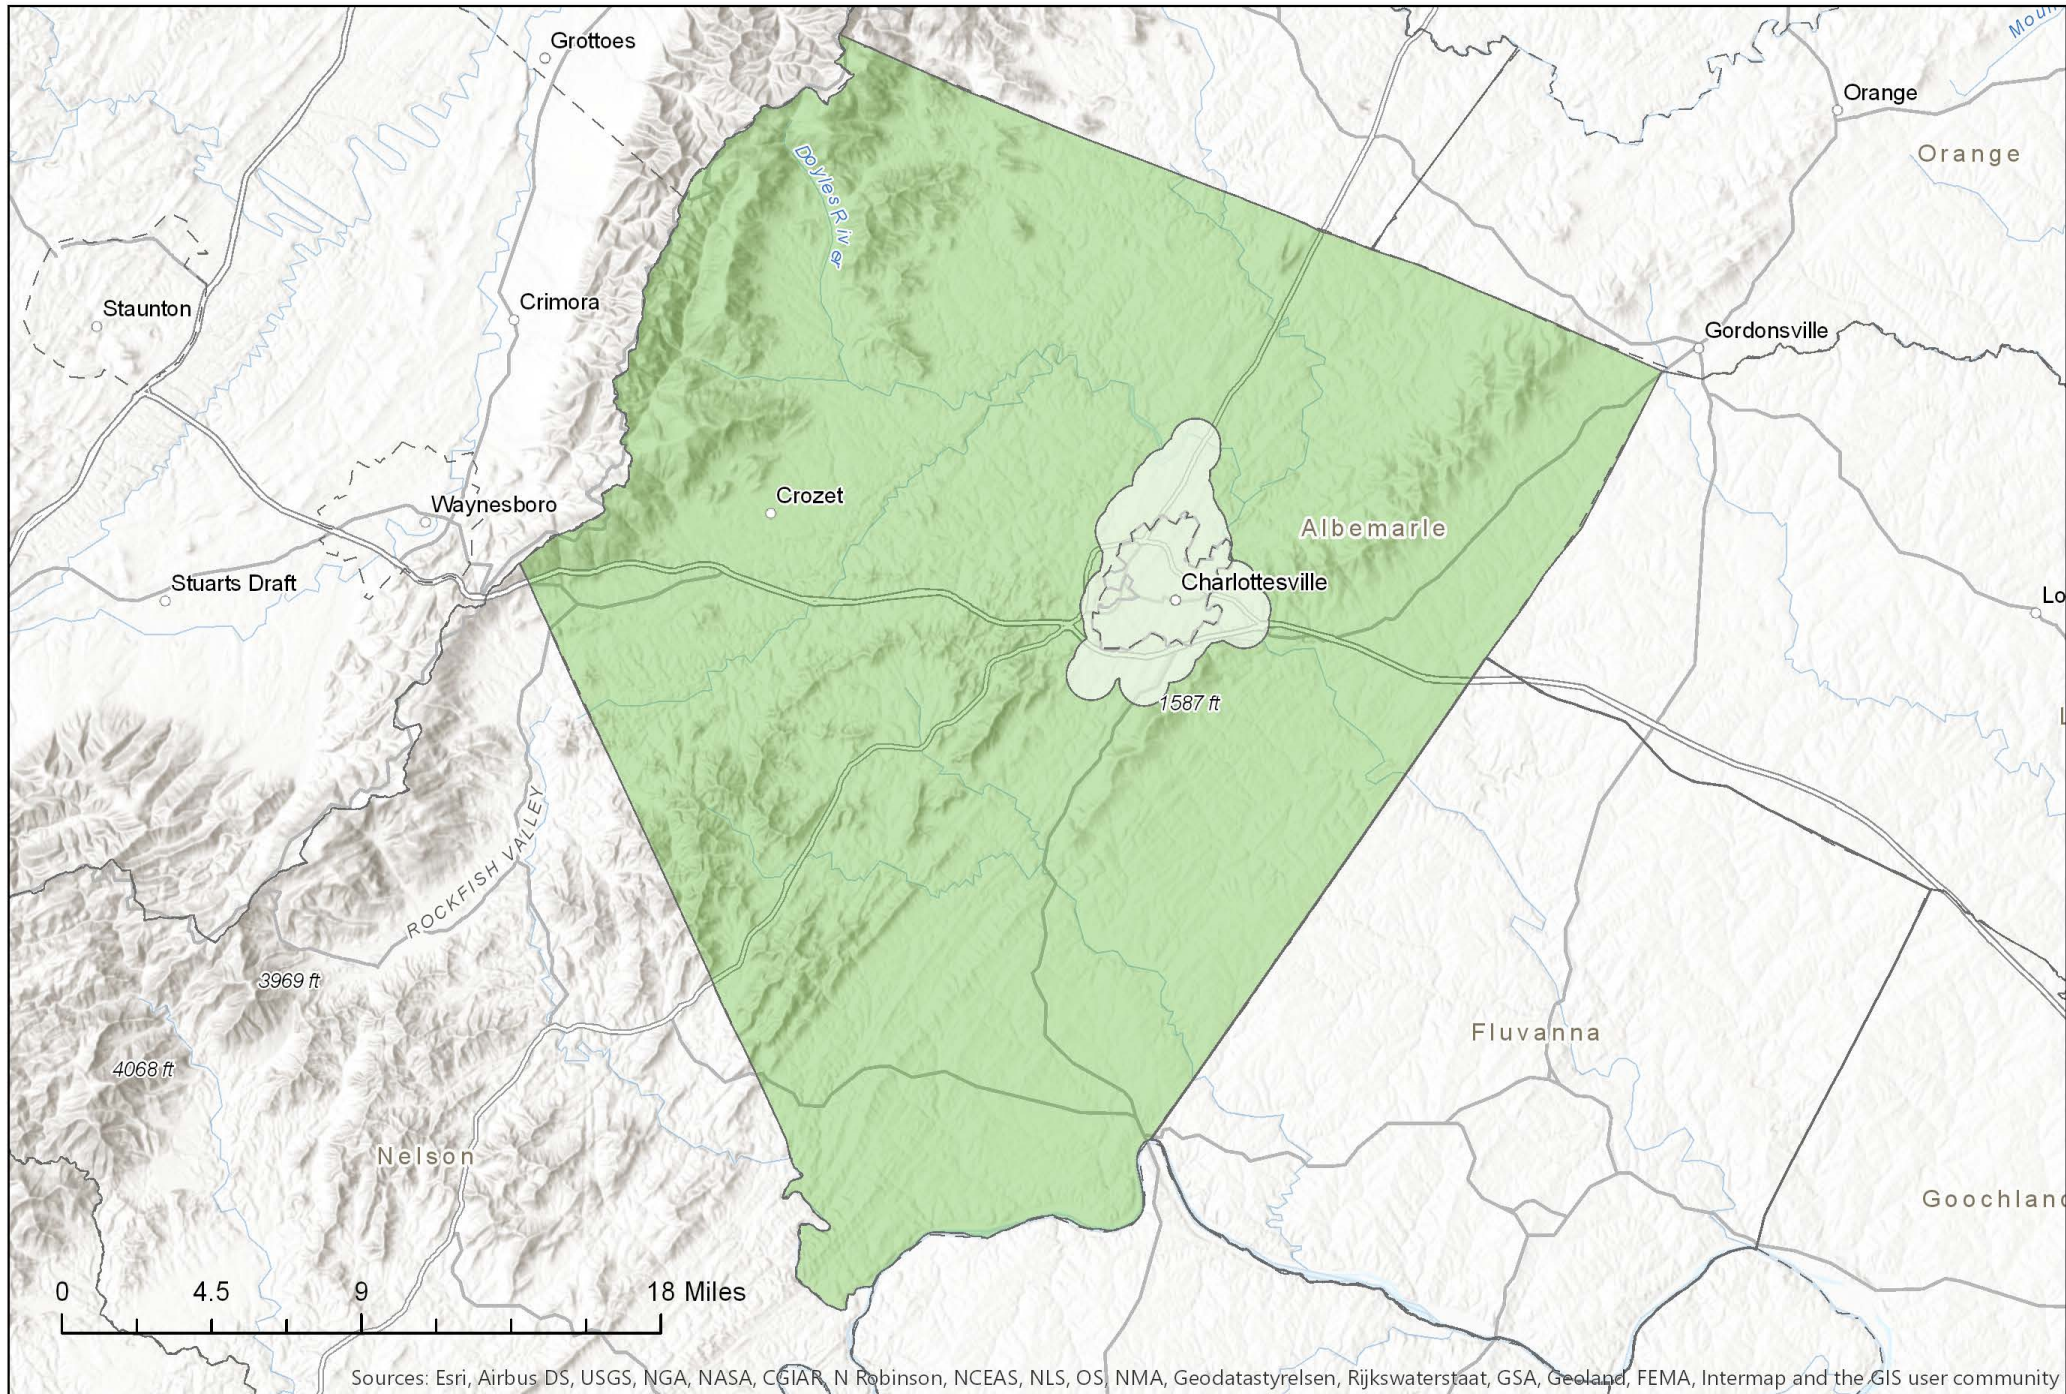 Moun
Grottoes
Orange
Orange
Doyles River
Staunton
Crimora
Gordonsville
Crozet
Waynesboro
Albemarle
Stuarts Draft
Charlottesville
Lo
1587 ft
L
ROCKFISH VALLEY
3969 ft
Fluvanna
4068 ft
Nelson
Goochland
0 4.5 9 18 Miles
Sources: Esri, Airbus DS, USGS, NGA, NASA, CGIAR, N Robinson, NCEAS, NLS, OS, NMA, Geodatastyrelsen, Rijkswaterstaat, GSA, Geoland, FEMA, Intermap and the GIS user community